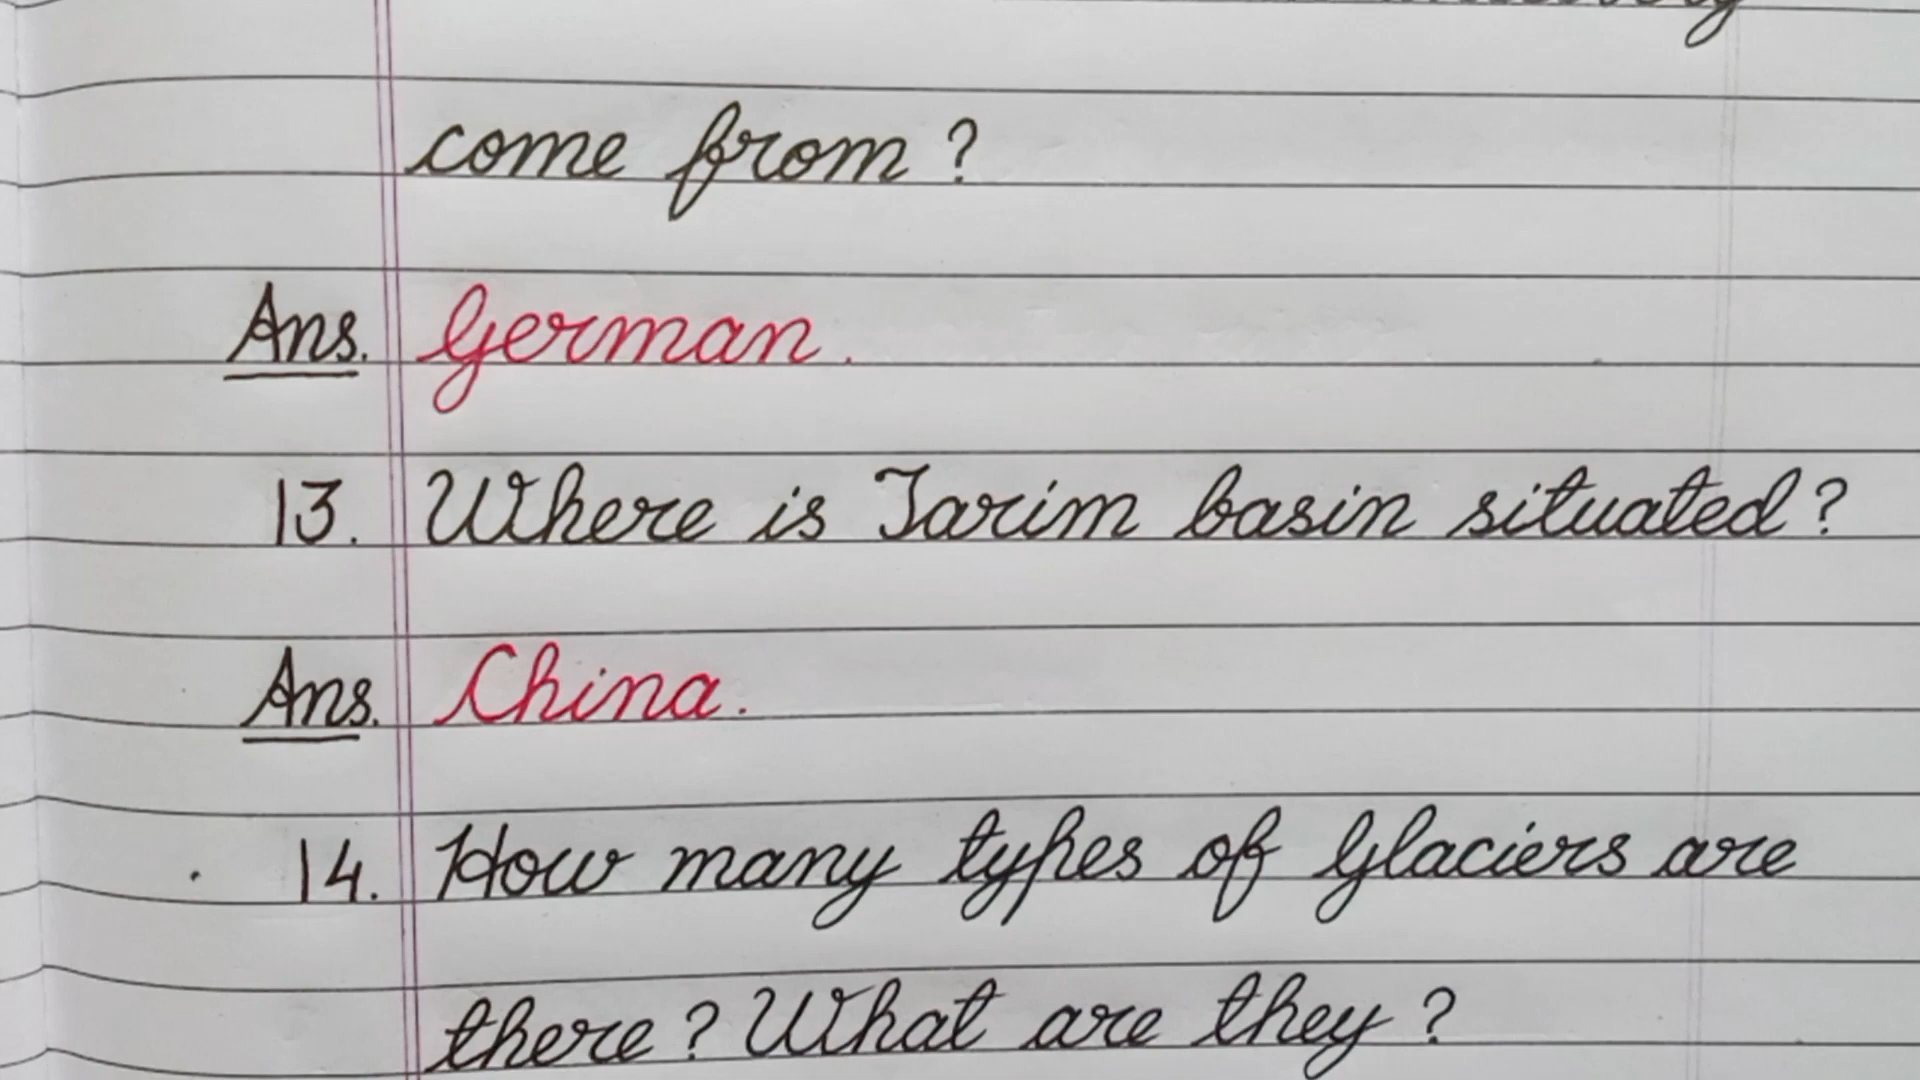 come from?
Ans. German.
13. Where is Tarim basin situated?
Ans. China.
14. How many types of Glaciers are
there? What are they?